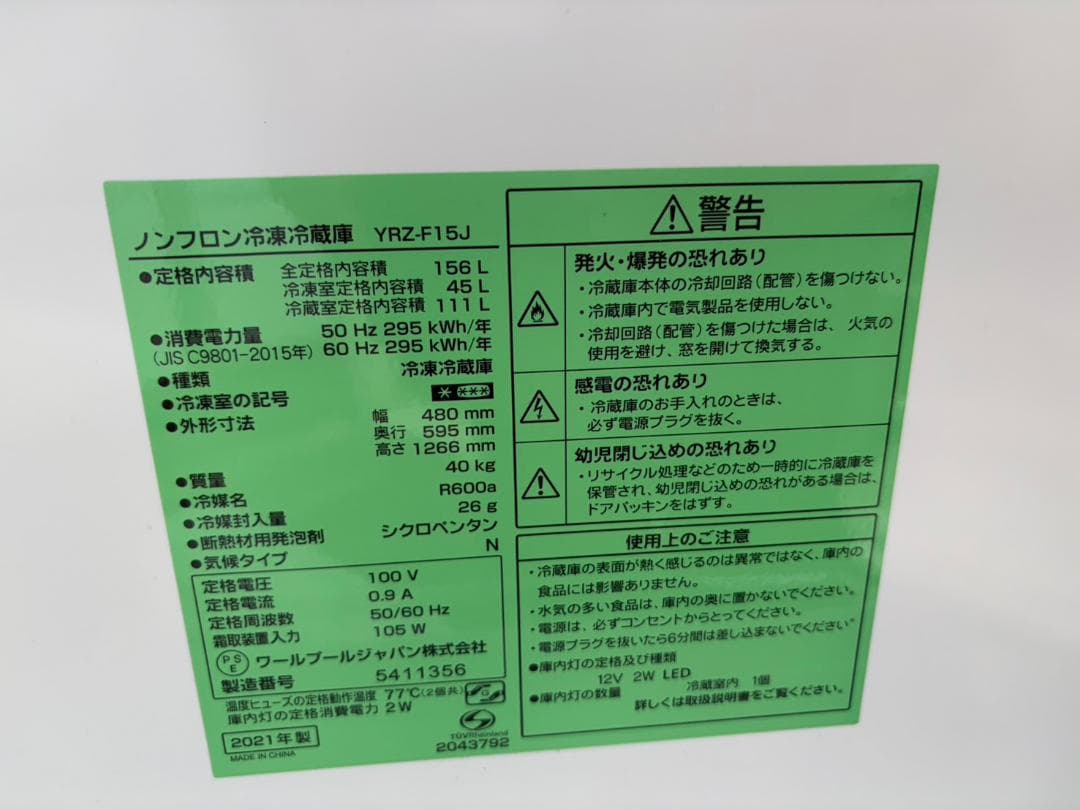 ノンフロン冷凍冷蔵庫 YRZ-F15J
●定格内容積 全定格内容積 156 L
冷凍室定格内容積 45 L
冷蔵室定格内容積 111 L
●消費電力量 50 Hz 295 kWh/年
(JIS C9801-2015年) 60 Hz 295 kWh/年
●種類 冷凍冷蔵庫
●冷凍室の記号
●外形寸法 幅 480 mm
奥行 595 mm
高さ 1266 mm
●質量 40 kg
●冷媒名 R600a
●冷媒封入量 26 g
●断熱材用発泡剤 シクロペンタン
●気候タイプ N
定格電圧 100 V
定格電流 0.9 A
定格周波数 50/60 Hz
霜取装置入力 105 W
PSE ワールプールジャパン株式会社
製造番号 5411356
温度ヒューズの定格動作温度 77℃(2個共)
庫内灯の定格消費電力 2W
2021年製
MADE IN CHINA
TÜVRheinland
2043792
警告
発火・爆発の恐れあり
・冷蔵庫本体の冷却回路(配管)を傷つけない。
・冷蔵庫内で電気製品を使用しない。
・冷却回路(配管)を傷つけた場合は、火気の
使用を避け、窓を開けて換気する。
感電の恐れあり
・冷蔵庫のお手入れのときは、
必ず電源プラグを抜く。
幼児閉じ込めの恐れあり
・リサイクル処理などのため一時的に冷蔵庫を
保管され、幼児閉じ込めの恐れがある場合は、
ドアパッキンをはずす。
使用上のご注意
・冷蔵庫の表面が熱く感じるのは異常ではなく、庫内の
食品には影響ありません。
・水気の多い食品は、庫内の奥に置かないでください。
・電源は、必ずコンセントからとってください。
・電源プラグを抜いたら6分間は差し込まないでください
●庫内灯の定格及び種類
12V 2W LED
●庫内灯の数量 冷蔵室内 1個
詳しくは取扱説明書をご覧ください。